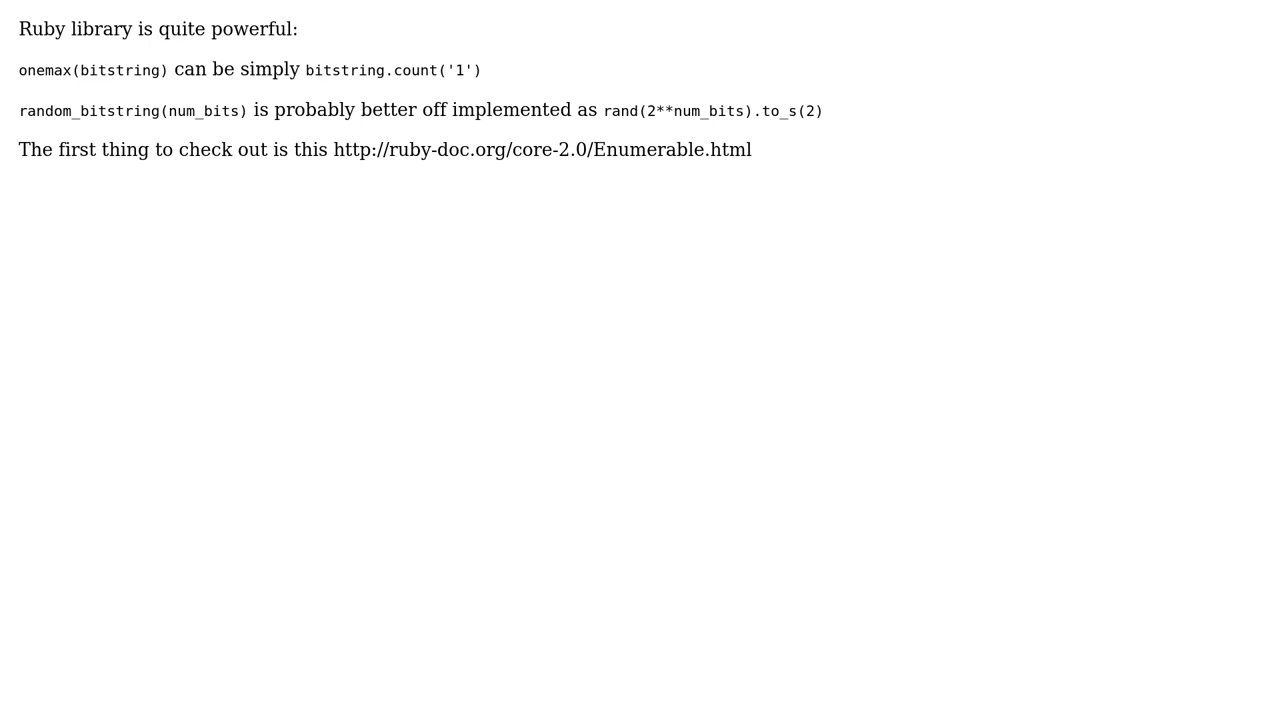 Ruby library is quite powerful:
onemax(bitstring) can be simply bitstring.count('1')
random_bitstring(num_bits) is probably better off implemented as rand(2**num_bits).to_s(2)
The first thing to check out is this http://ruby-doc.org/core-2.0/Enumerable.html